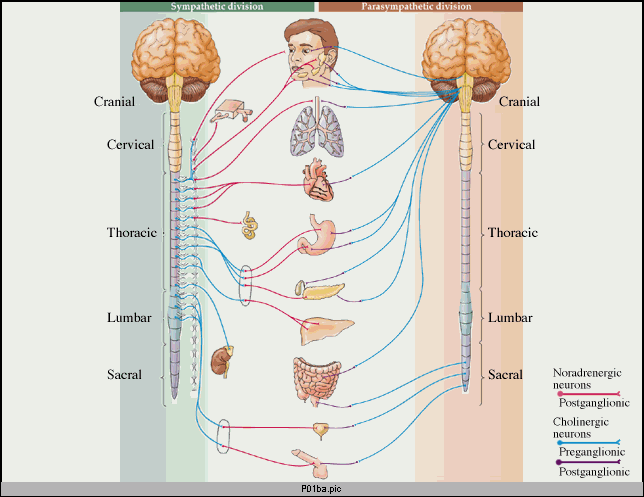 Sympathetic division
Parasympathetic division
Cranial
Cervical
Thoracic
Lumbar
Sacral
Cranial
Cervical
Thoracic
Lumbar
Sacral
Noradrenergic
neurons
Postganglionic
Cholinergic
neurons
Preganglionic
Postganglionic
P01ba.pic